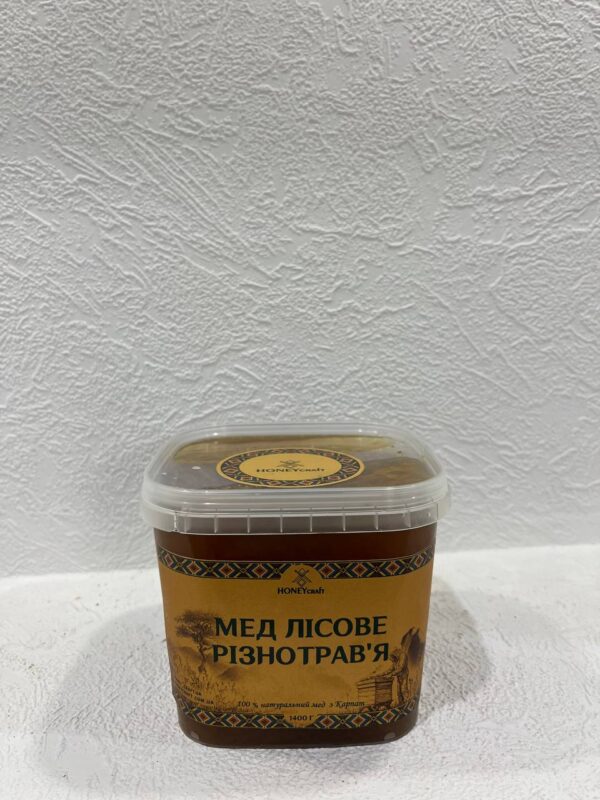 HONEYcraft
HONEYcraft
МЕД ЛІСОВЕ
РІЗНОТРАВ'Я
100 % натуральний мед з Карпат
1400 Г